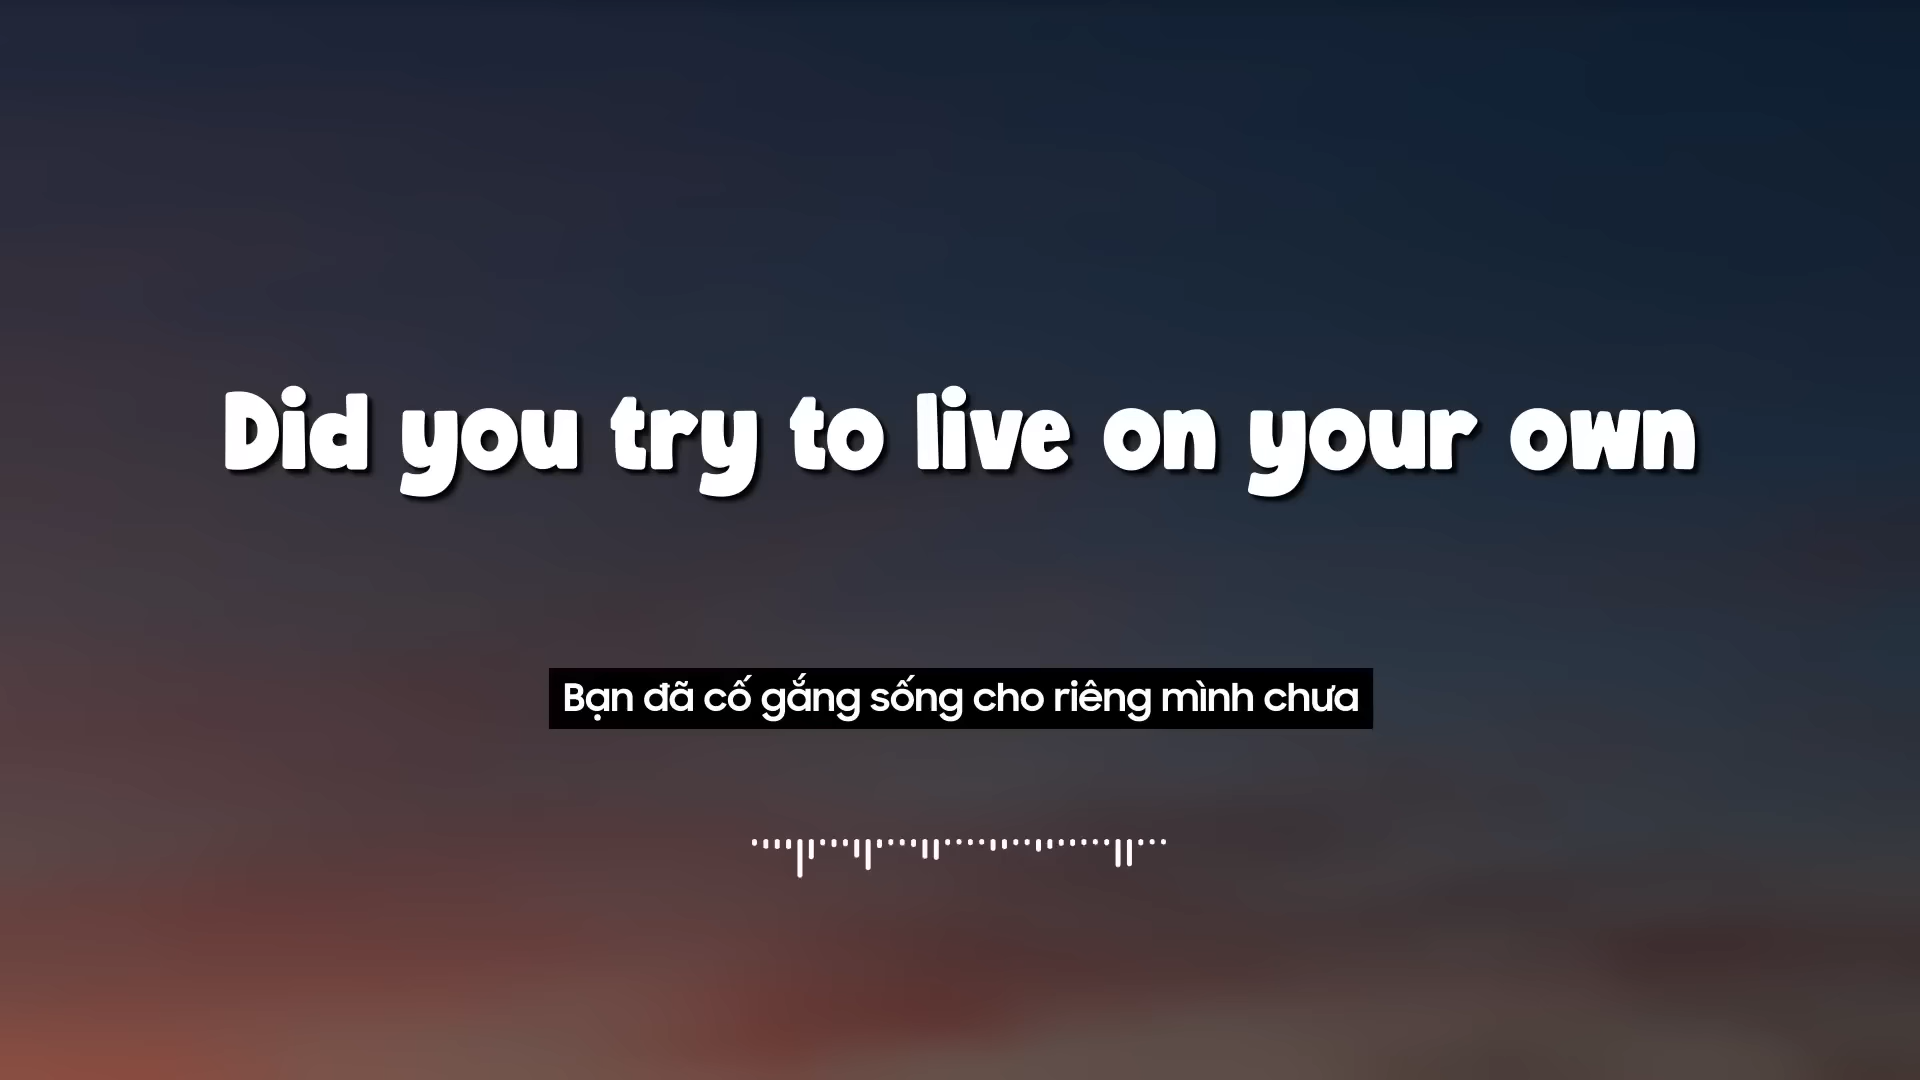 Did you try to live on your own
Bạn đã cố gắng sống cho riêng mình chưa